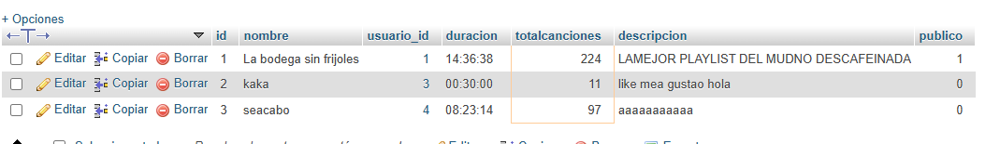 + Opciones
id nombre usuario_id duracion totalcanciones descripcion publico
Editar Copiar Borrar 1 La bodega sin frijoles 1 14:36:38 224 LAMEJOR PLAYLIST DEL MUDNO DESCAFEINADA 1
Editar Copiar Borrar 2 kaka 3 00:30:00 11 like mea gustao hola 0
Editar Copiar Borrar 3 seacabo 4 08:23:14 97 aaaaaaaaaaa 0